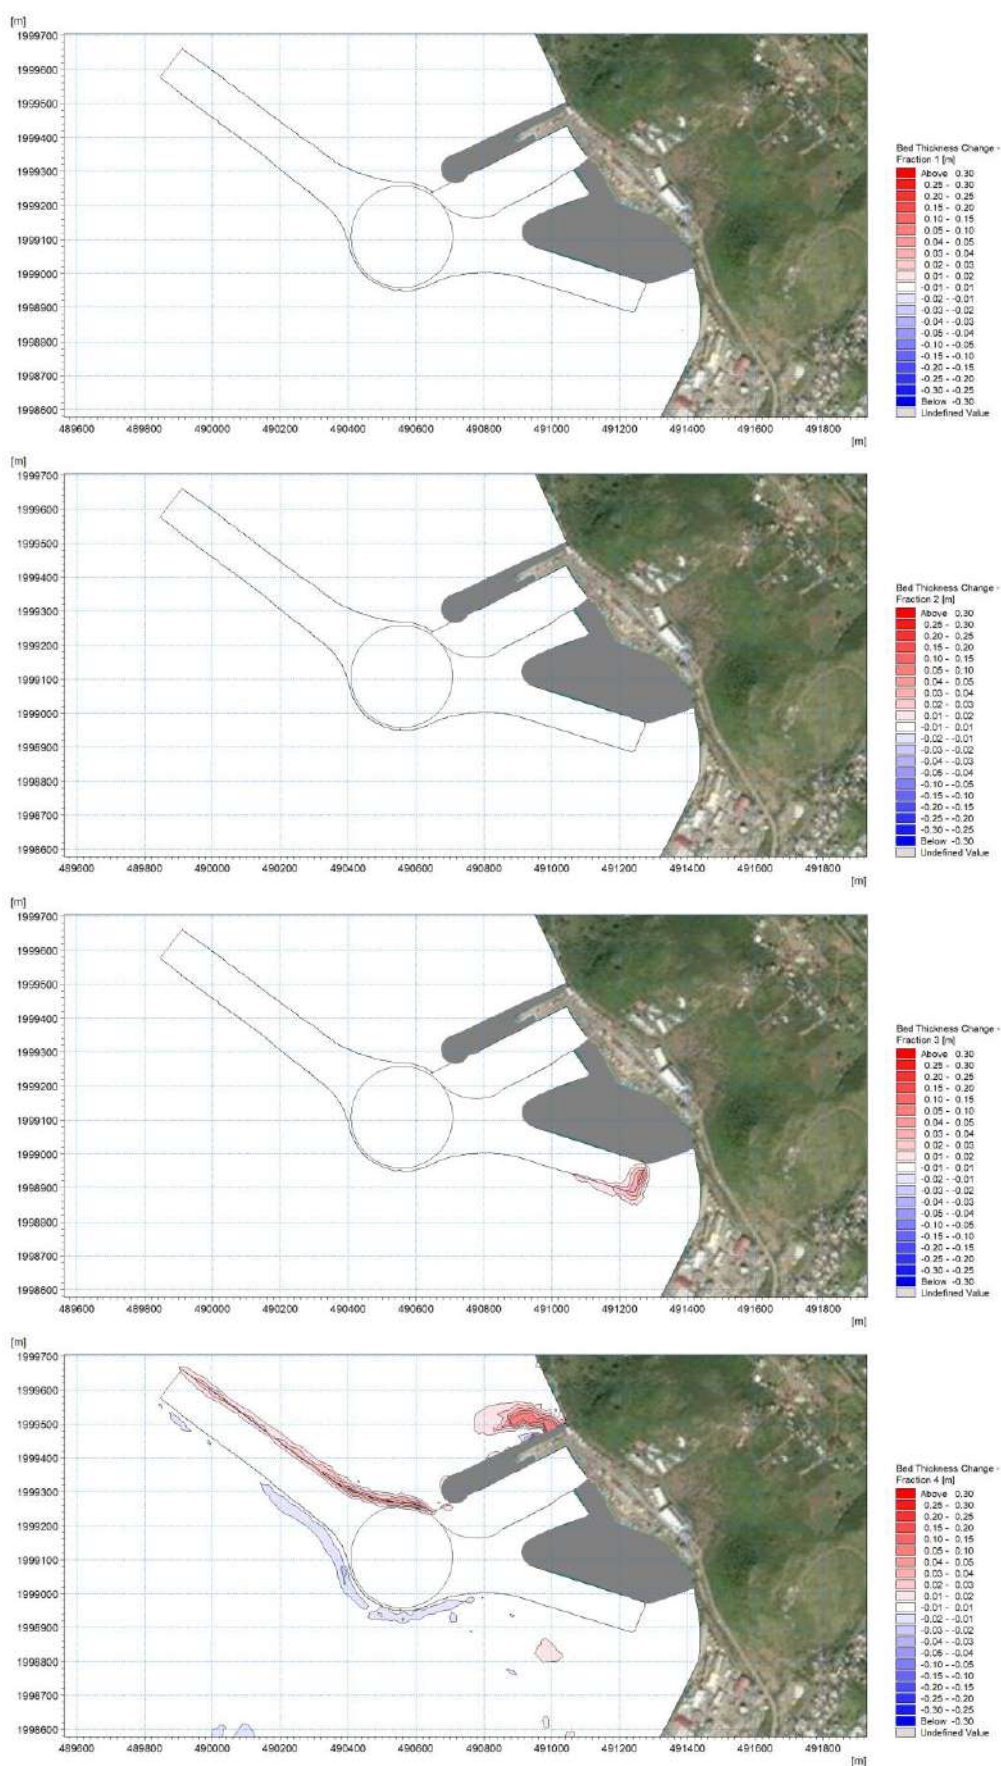 [m]
1999700
1999600
1999500
1999400
1999300
1999200
1999100
1999000
1998900
1998800
1998700
1998600
489600 489800 490000 490200 490400 490600 490800 491000 491200 491400 491600 491800
[m]
Bed Thickness Change -
Fraction 1 [m]
Above 0.30
0.25 - 0.30
0.20 - 0.25
0.15 - 0.20
0.10 - 0.15
0.05 - 0.10
0.04 - 0.05
0.03 - 0.04
0.02 - 0.03
0.01 - 0.02
-0.01 - 0.01
-0.02 - -0.01
-0.03 - -0.02
-0.04 - -0.03
-0.05 - -0.04
-0.10 - -0.05
-0.15 - -0.10
-0.20 - -0.15
-0.25 - -0.20
-0.30 - -0.25
Below -0.30
Undefined Value
[m]
1999700
1999600
1999500
1999400
1999300
1999200
1999100
1999000
1998900
1998800
1998700
1998600
489600 489800 490000 490200 490400 490600 490800 491000 491200 491400 491600 491800
[m]
Bed Thickness Change -
Fraction 2 [m]
Above 0.30
0.25 - 0.30
0.20 - 0.25
0.15 - 0.20
0.10 - 0.15
0.05 - 0.10
0.04 - 0.05
0.03 - 0.04
0.02 - 0.03
0.01 - 0.02
-0.01 - 0.01
-0.02 - -0.01
-0.03 - -0.02
-0.04 - -0.03
-0.05 - -0.04
-0.10 - -0.05
-0.15 - -0.10
-0.20 - -0.15
-0.25 - -0.20
-0.30 - -0.25
Below -0.30
Undefined Value
[m]
1999700
1999600
1999500
1999400
1999300
1999200
1999100
1999000
1998900
1998800
1998700
1998600
489600 489800 490000 490200 490400 490600 490800 491000 491200 491400 491600 491800
[m]
Bed Thickness Change -
Fraction 3 [m]
Above 0.30
0.25 - 0.30
0.20 - 0.25
0.15 - 0.20
0.10 - 0.15
0.05 - 0.10
0.04 - 0.05
0.03 - 0.04
0.02 - 0.03
0.01 - 0.02
-0.01 - 0.01
-0.02 - -0.01
-0.03 - -0.02
-0.04 - -0.03
-0.05 - -0.04
-0.10 - -0.05
-0.15 - -0.10
-0.20 - -0.15
-0.25 - -0.20
-0.30 - -0.25
Below -0.30
Undefined Value
[m]
1999700
1999600
1999500
1999400
1999300
1999200
1999100
1999000
1998900
1998800
1998700
1998600
489600 489800 490000 490200 490400 490600 490800 491000 491200 491400 491600 491800
[m]
Bed Thickness Change -
Fraction 4 [m]
Above 0.30
0.25 - 0.30
0.20 - 0.25
0.15 - 0.20
0.10 - 0.15
0.05 - 0.10
0.04 - 0.05
0.03 - 0.04
0.02 - 0.03
0.01 - 0.02
-0.01 - 0.01
-0.02 - -0.01
-0.03 - -0.02
-0.04 - -0.03
-0.05 - -0.04
-0.10 - -0.05
-0.15 - -0.10
-0.20 - -0.15
-0.25 - -0.20
-0.30 - -0.25
Below -0.30
Undefined Value